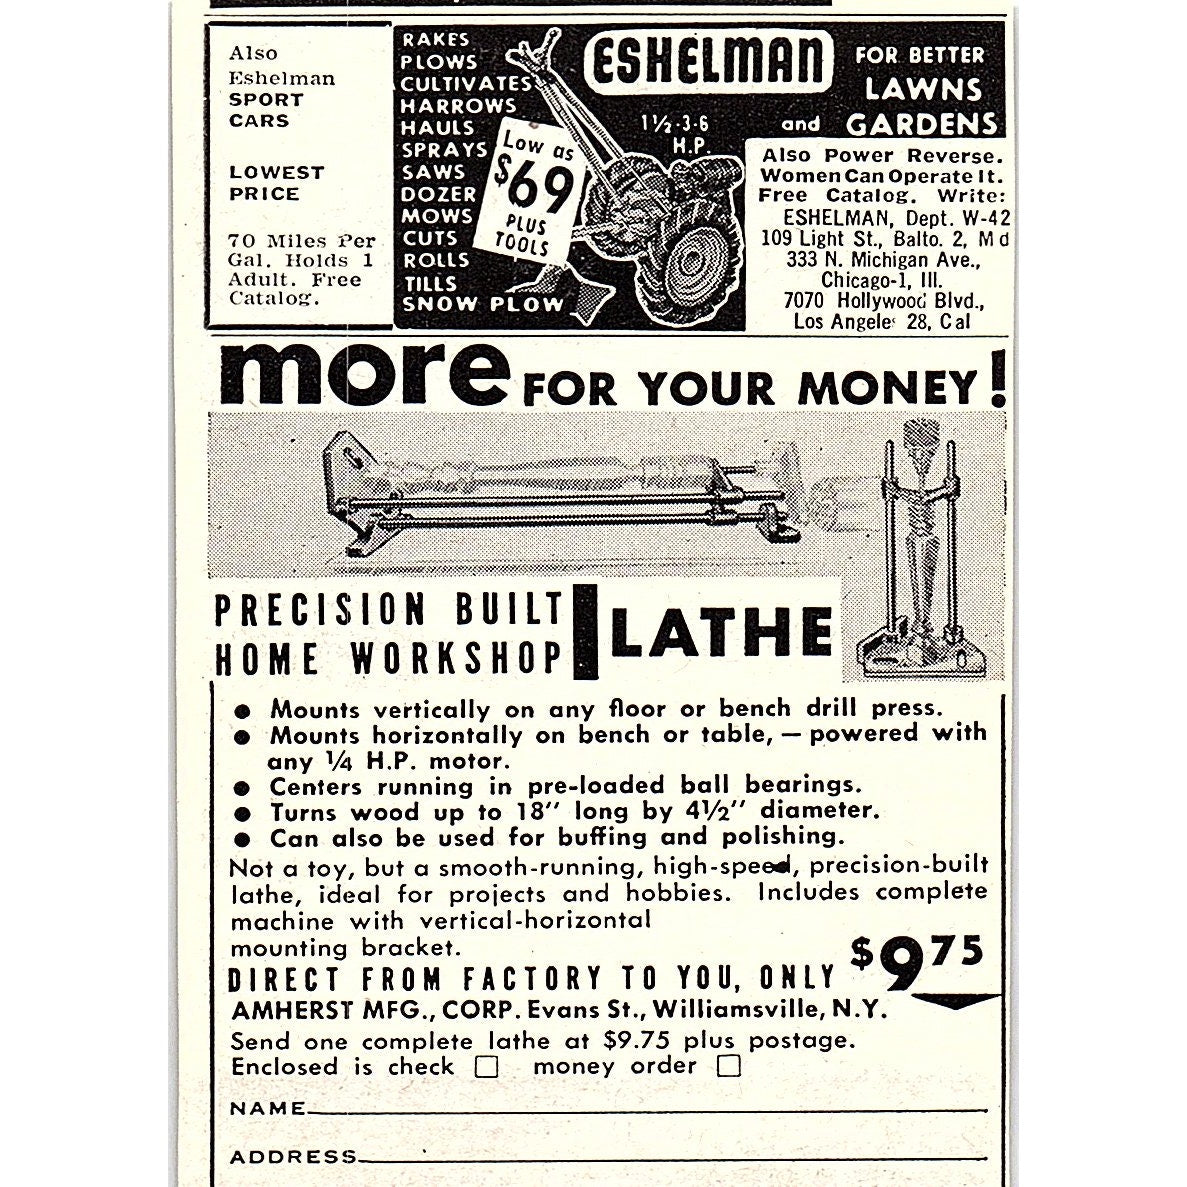 Also
Eshelman
SPORT
CARS
LOWEST
PRICE
70 Miles Per
Gal. Holds 1
Adult. Free
Catalog.
RAKES
PLOWS
CULTIVATES
HARROWS
HAULS
SPRAYS
SAWS
DOZER
MOWS
CUTS
ROLLS
TILLS
SNOW PLOW
Low as
$69
PLUS
TOOLS
ESHELMAN
1½-3-6
H.P.
FOR BETTER
LAWNS
and GARDENS
Also Power Reverse.
Women Can Operate It.
Free Catalog. Write:
ESHELMAN, Dept. W-42
109 Light St., Balto. 2, Md
333 N. Michigan Ave.,
Chicago-1, Ill.
7070 Hollywood Blvd.,
Los Angeles 28, Cal
more FOR YOUR MONEY!
PRECISION BUILT
HOME WORKSHOP
LATHE
● Mounts vertically on any floor or bench drill press.
● Mounts horizontally on bench or table, — powered with
any ¼ H.P. motor.
● Centers running in pre-loaded ball bearings.
● Turns wood up to 18″ long by 4½″ diameter.
● Can also be used for buffing and polishing.
Not a toy, but a smooth-running, high-speed, precision-built
lathe, ideal for projects and hobbies. Includes complete
machine with vertical-horizontal
mounting bracket.
DIRECT FROM FACTORY TO YOU, ONLY $9.75
AMHERST MFG., CORP. Evans St., Williamsville, N.Y.
Send one complete lathe at $9.75 plus postage.
Enclosed is check □ money order □
NAME
ADDRESS